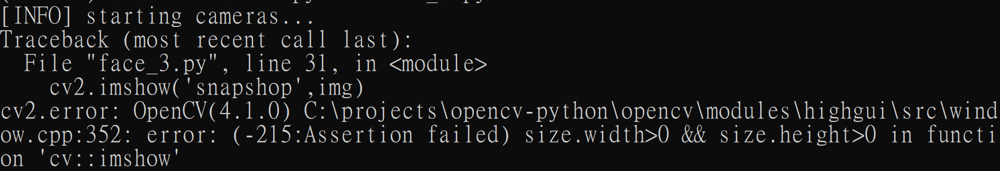 [INFO] starting cameras...
Traceback (most recent call last):
  File "face_3.py", line 31, in <module>
    cv2.imshow('snapshop',img)
cv2.error: OpenCV(4.1.0) C:\projects\opencv-python\opencv\modules\highgui\src\wind
ow.cpp:352: error: (-215:Assertion failed) size.width>0 && size.height>0 in functi
on 'cv::imshow'